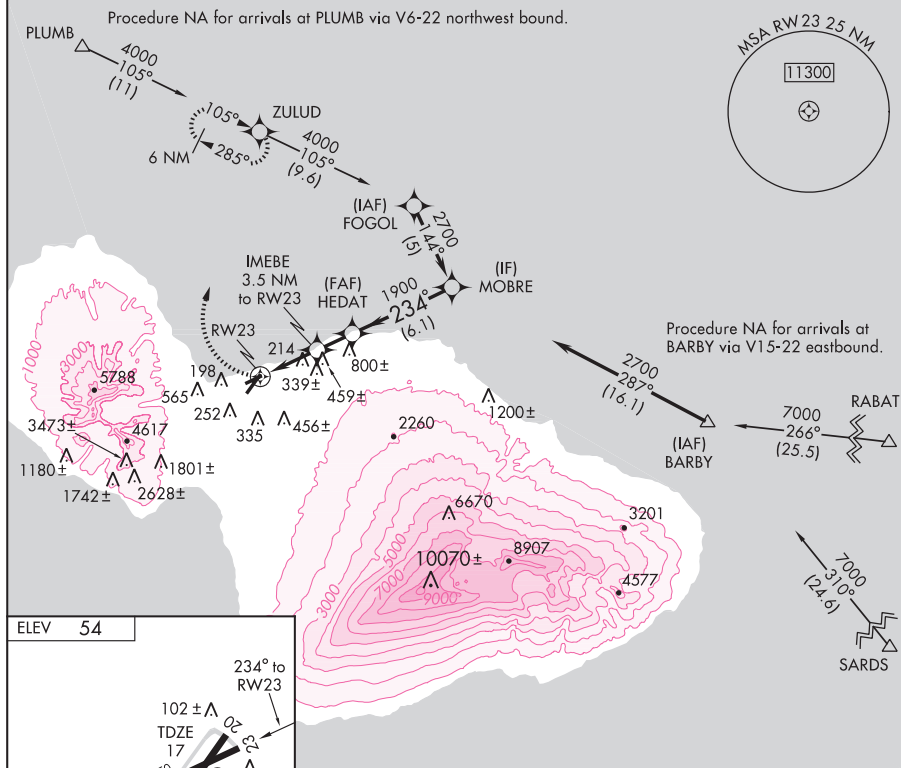 Procedure NA for arrivals at PLUMB via V6-22 northwest bound.
PLUMB
4000
105°
(11)
MSA RW23 25 NM
11300
105°
ZULUD
285°
6 NM
4000
105°
(9.6)
(IAF)
FOGOL
2700
144°
(5)
(IF)
MOBRE
IMEBE
3.5 NM
to RW23
(FAF)
HEDAT
1900
234°
(6.1)
RW23
214
800±
339±
459±
198
565
252
335
456±
1200±
Procedure NA for arrivals at
BARBY via V15-22 eastbound.
2700
287°
(16.1)
(IAF)
BARBY
7000
266°
(25.5)
RABAT
1000
3000
5788
4617
3473±
1180±
1742±
2628±
1801±
2260
6670
10070±
8907
3201
4577
3000
5000
7000
9000
7000
310°
(24.6)
SARDS
ELEV 54
234° to
RW23
102±
TDZE
17
20
23